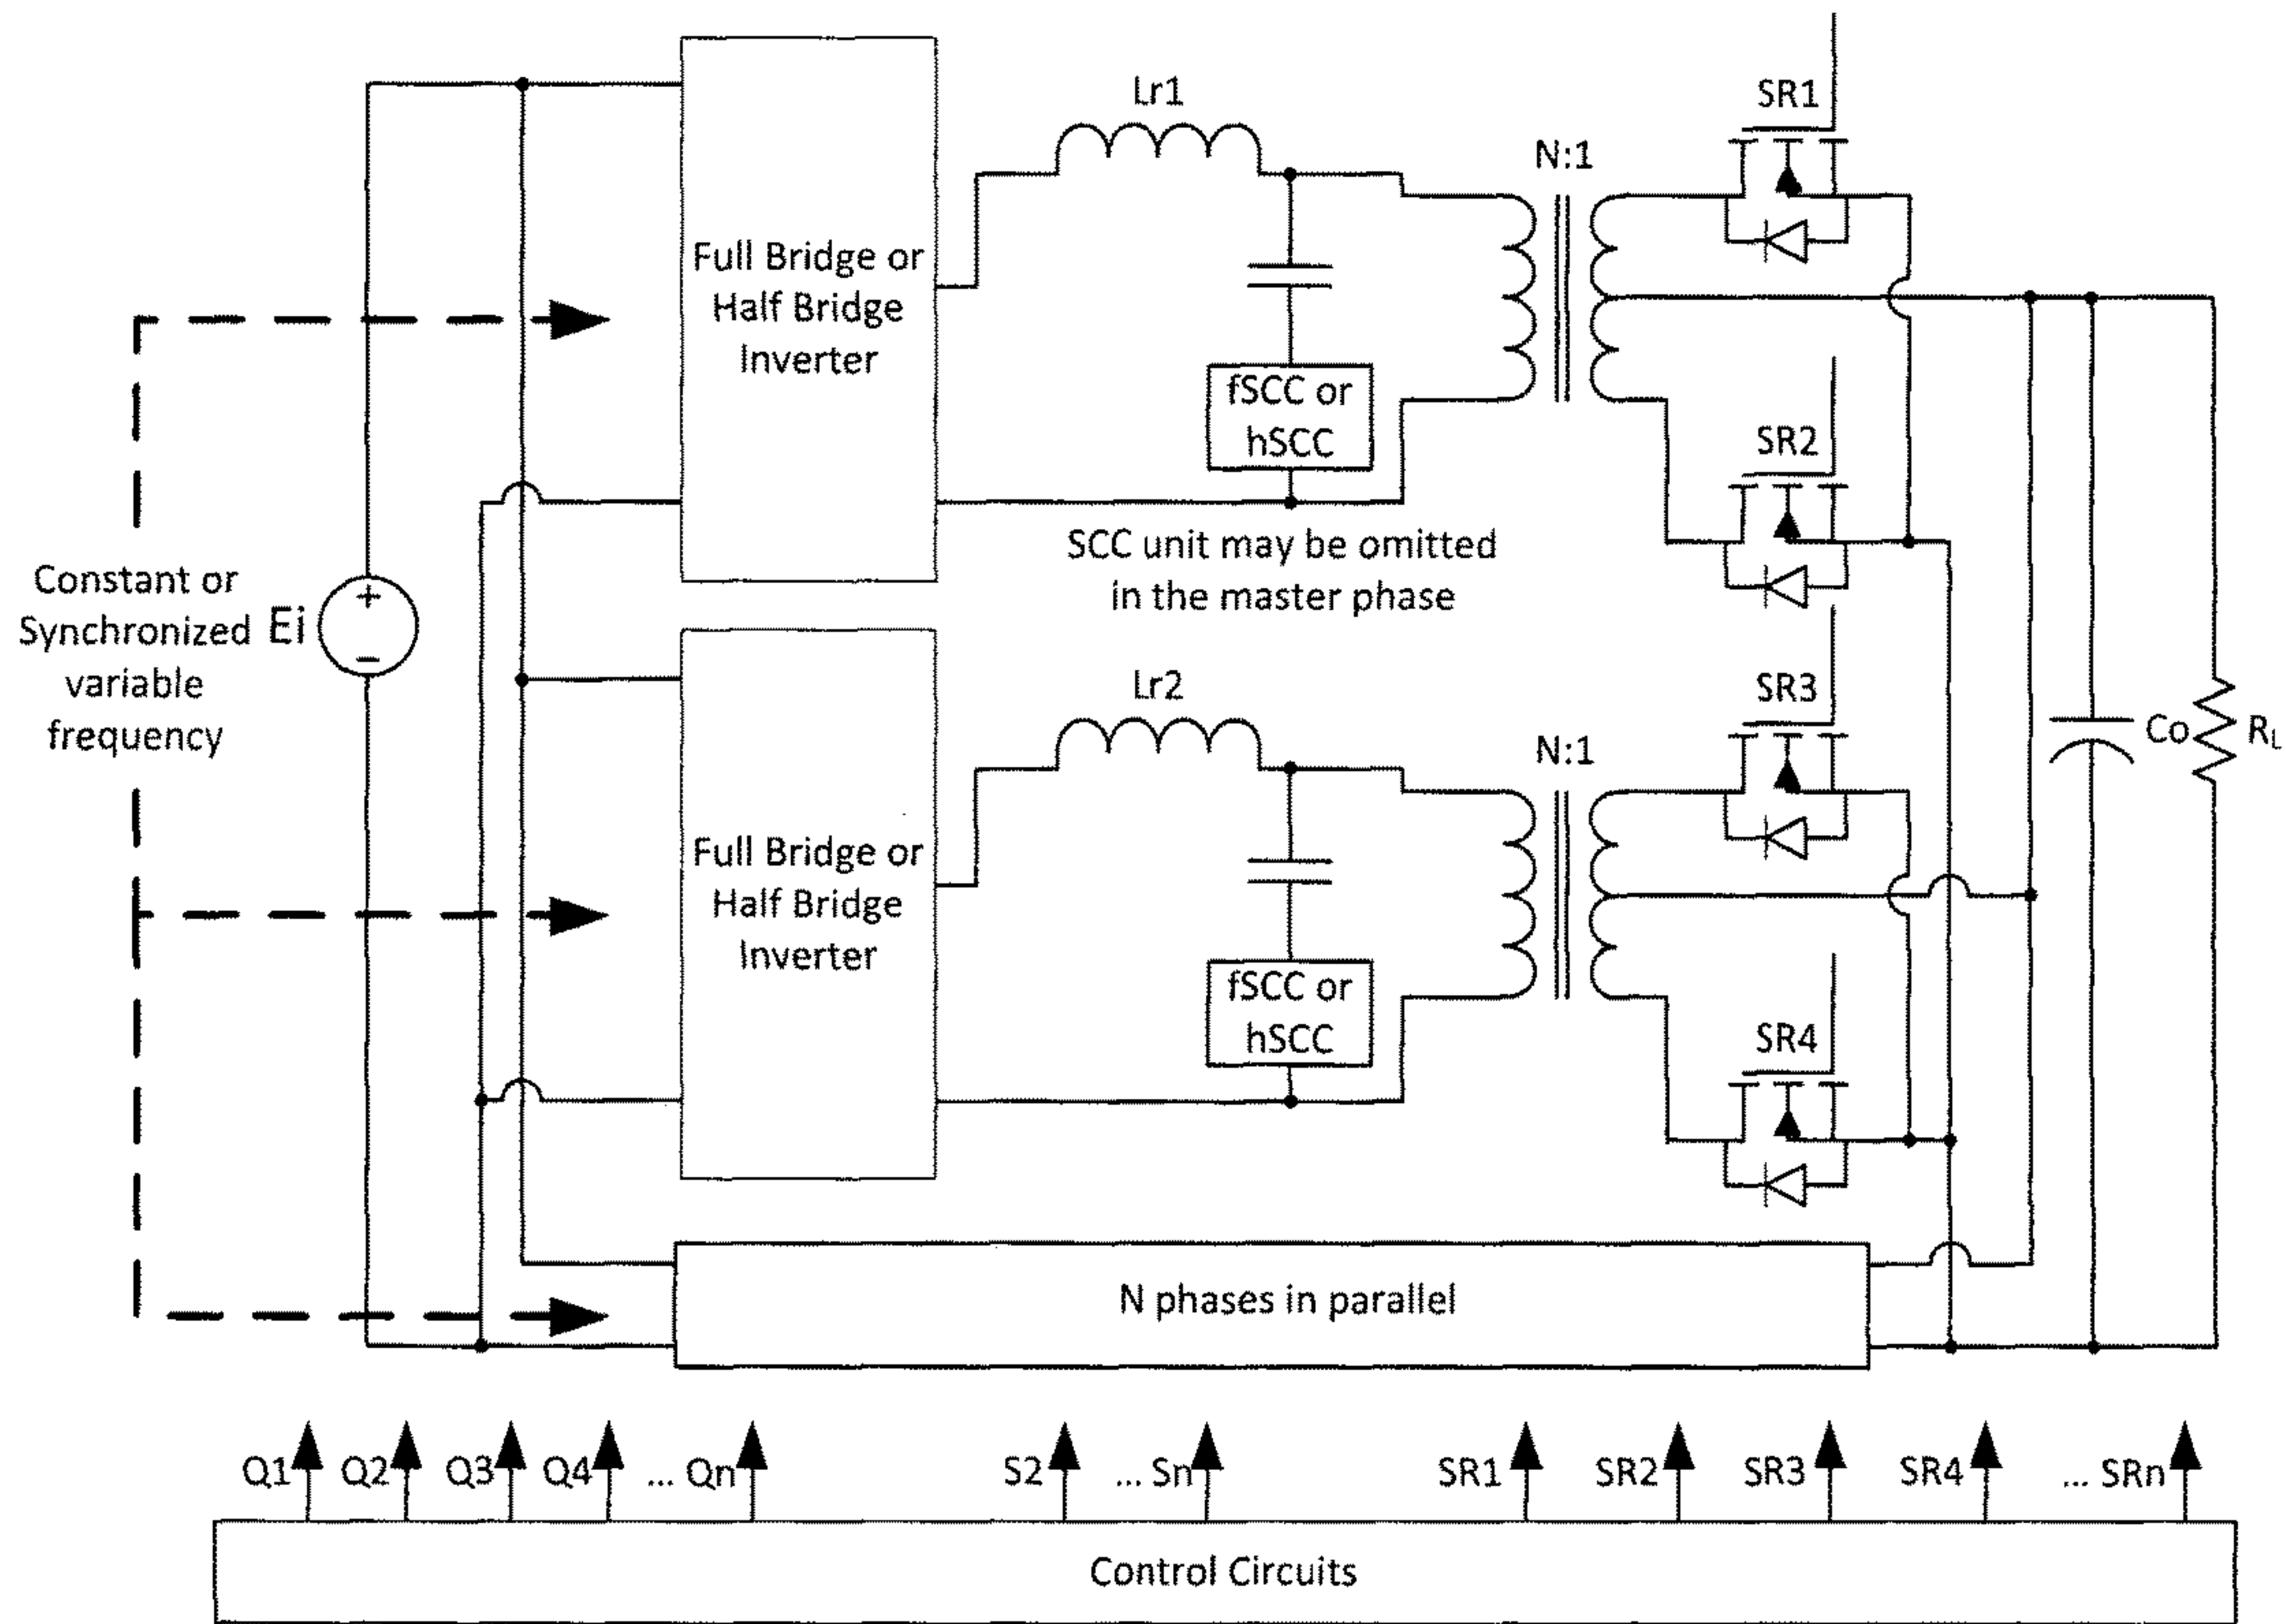 Lr1
SR1
N:1
Full Bridge or
Half Bridge
Inverter
fSCC or
hSCC
SR2
SCC unit may be omitted
in the master phase
Constant or
Synchronized
variable
frequency
Ei
+
−
Lr2
SR3
N:1
Co
RL
Full Bridge or
Half Bridge
Inverter
fSCC or
hSCC
SR4
N phases in parallel
Q1 Q2 Q3 Q4 ... Qn S2 ... Sn SR1 SR2 SR3 SR4 ... SRn
Control Circuits